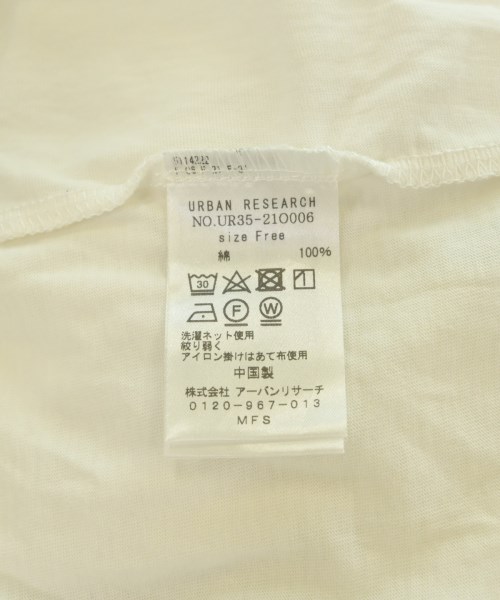 URBAN RESEARCH
NO.UR35-21O006
size Free
綿 100%
30
F W
洗濯ネット使用
絞り弱く
アイロン掛けはあて布使用
中国製
株式会社 アーバンリサーチ
0120-967-013
MFS